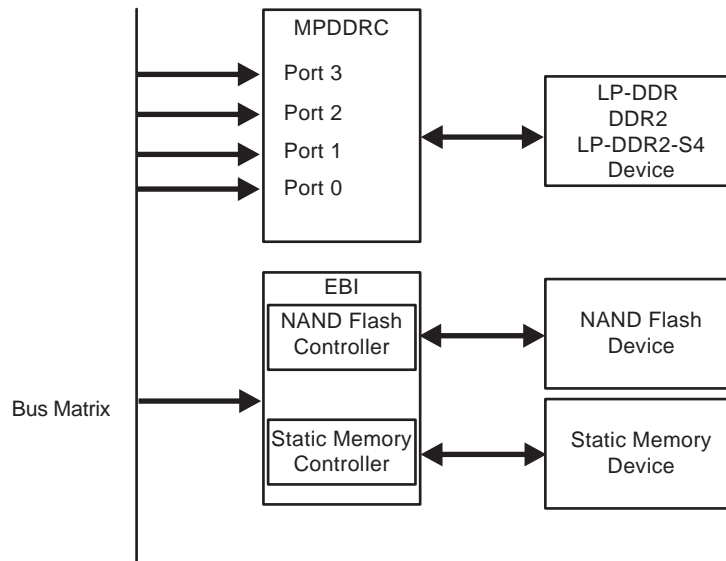 MPDDRC
Port 3
Port 2
Port 1
Port 0
LP-DDR
DDR2
LP-DDR2-S4
Device
EBI
NAND Flash
Controller
NAND Flash
Device
Bus Matrix
Static Memory
Controller
Static Memory
Device